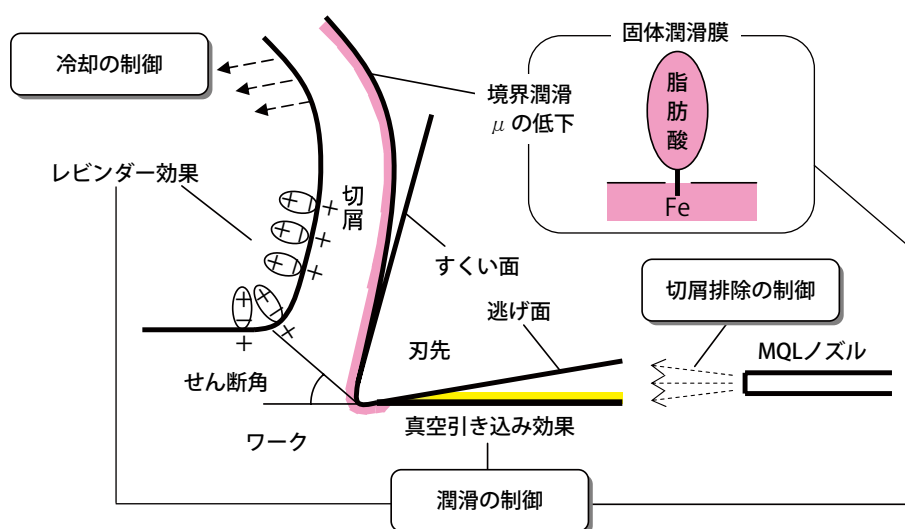 固体潤滑膜
冷却の制御
脂肪酸
境界潤滑
μの低下
レビンダー効果
切屑
Fe
すくい面
切屑排除の制御
逃げ面
刃先
MQLノズル
せん断角
ワーク
真空引き込み効果
潤滑の制御